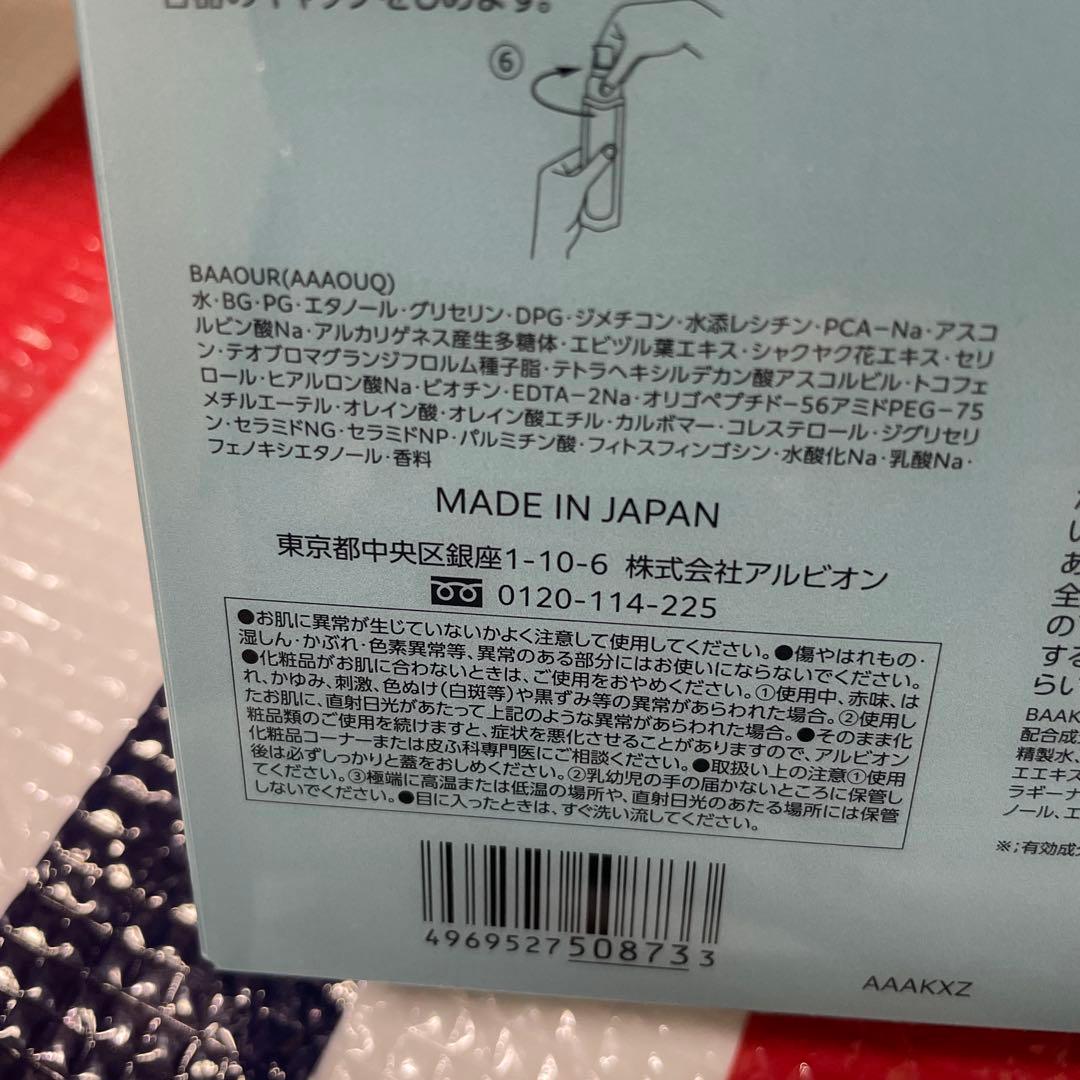 ⑥
BAAOUR(AAAOUQ)
水・BG・PG・エタノール・グリセリン・DPG・ジメチコン・水添レシチン・PCA-Na・アスコ
ルビン酸Na・アルカリゲネス産生多糖体・エビヅル葉エキス・シャクヤク花エキス・セリ
ン・テオブロマグランジフロルム種子脂・テトラヘキシルデカン酸アスコルビル・トコフェ
ロール・ヒアルロン酸Na・ビオチン・EDTA-2Na・オリゴペプチド-56アミドPEG-75
メチルエーテル・オレイン酸・オレイン酸エチル・カルボマー・コレステロール・ジグリセリ
ン・セラミドNG・セラミドNP・パルミチン酸・フィトスフィンゴシン・水酸化Na・乳酸Na・
フェノキシエタノール・香料
MADE IN JAPAN
東京都中央区銀座1-10-6 株式会社アルビオン
0120-114-225
●お肌に異常が生じていないかよく注意して使用してください。●傷やはれもの・
湿しん・かぶれ・色素異常等、異常のある部分にはお使いにならないでください。
●化粧品がお肌に合わないときは、ご使用をおやめください。①使用中、赤味、は
れ、かゆみ、刺激、色ぬけ(白斑等)や黒ずみ等の異常があらわれた場合。②使用し
たお肌に、直射日光があたって上記のような異常があらわれた場合。●そのまま化
粧品類のご使用を続けますと、症状を悪化させることがありますので、アルビオン
化粧品コーナーまたは皮ふ科専門医にご相談ください。●取扱い上の注意①使用
後は必ずしっかりと蓋をおしめください。②乳幼児の手の届かないところに保管し
てください。③極端に高温または低温の場所や、直射日光のあたる場所には保管
しないでください。●目に入ったときは、すぐ洗い流してください。
4969527508733
AAAKXZ
い
あ
全
の
する
らい
BAAK
配合成
精製水、
エエキス
ラギーナ
ノール、エ
※;有効成